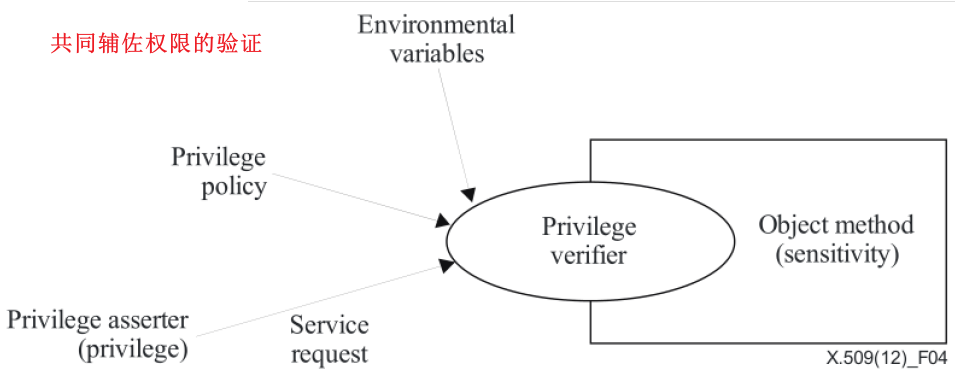 共同辅佐权限的验证
Environmental
variables
Privilege
policy
Privilege
verifier
Object method
(sensitivity)
Privilege asserter
(privilege)
Service
request
X.509(12)_F04